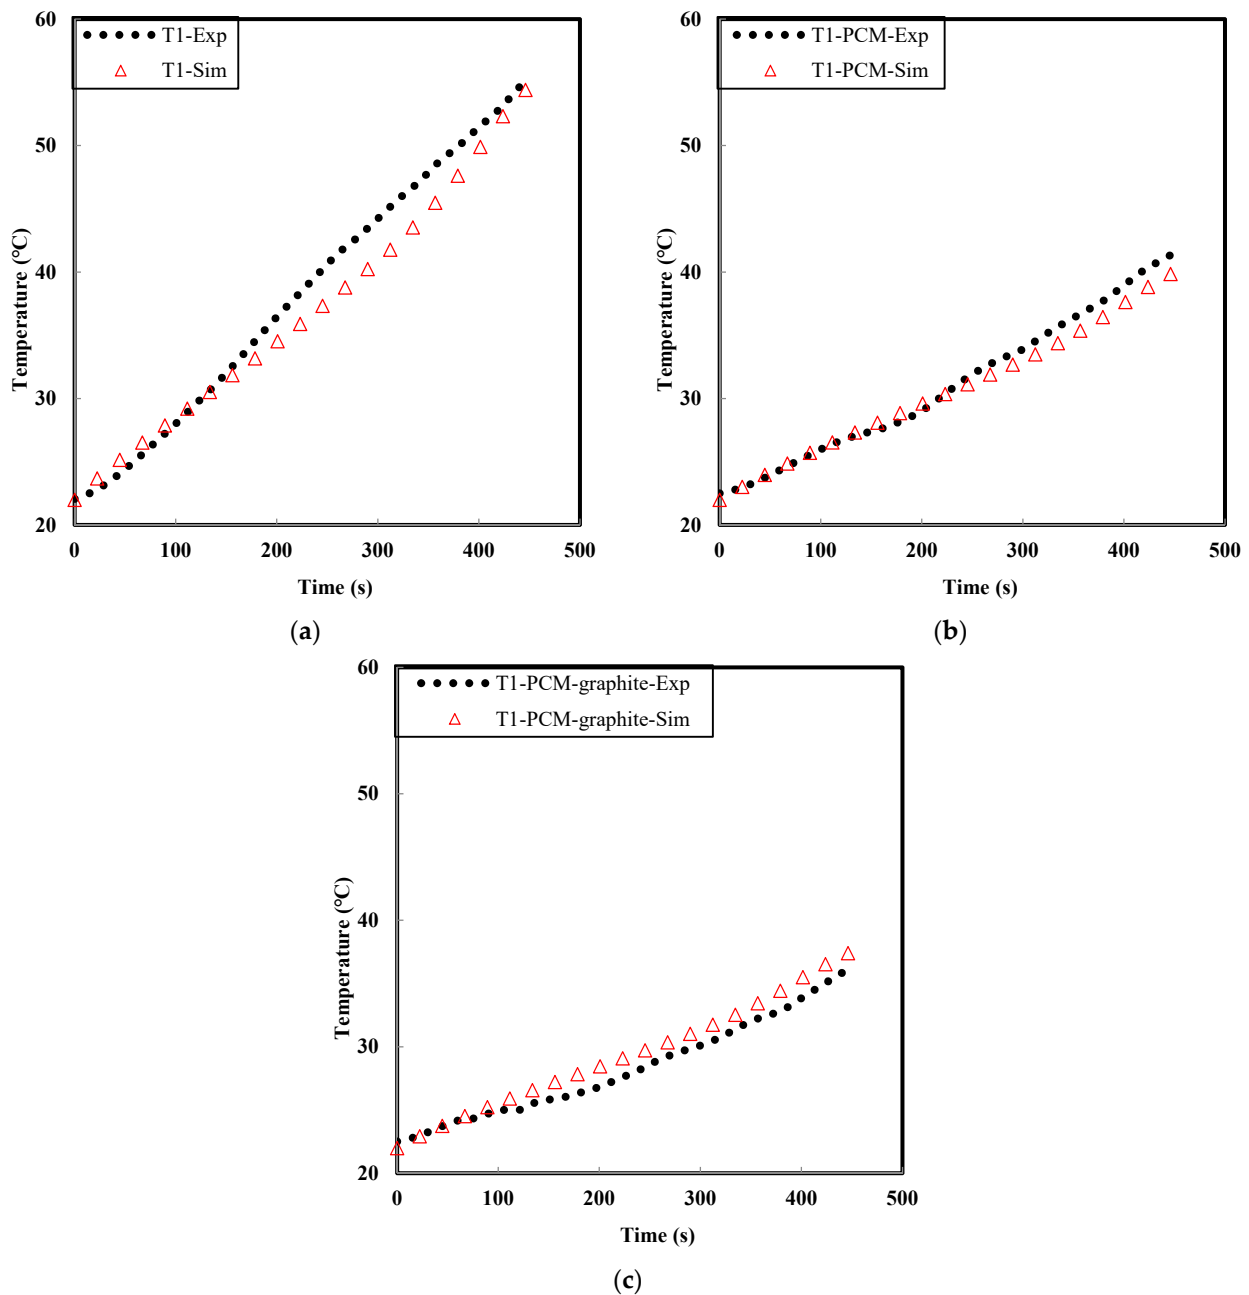 60
50
40
30
20
Temperature (°C)
T1-Exp
T1-Sim
0 100 200 300 400 500
Time (s)
(a)
60
50
40
30
20
Temperature (°C)
T1-PCM-Exp
T1-PCM-Sim
0 100 200 300 400 500
Time (s)
(b)
60
50
40
30
20
Temperature (°C)
T1-PCM-graphite-Exp
T1-PCM-graphite-Sim
0 100 200 300 400 500
Time (s)
(c)